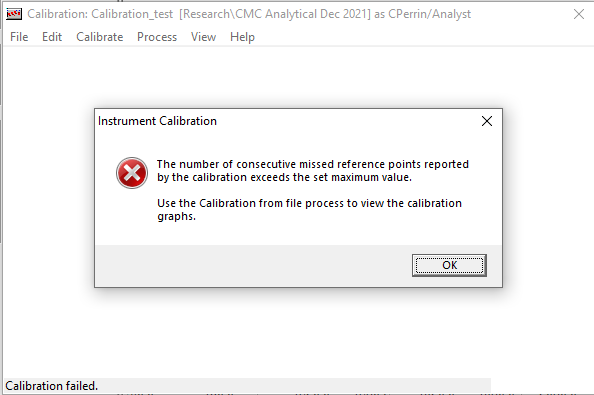 Calibration: Calibration_test [Research\CMC Analytical Dec 2021] as CPerrin/Analyst
File Edit Calibrate Process View Help
Instrument Calibration
The number of consecutive missed reference points reported
by the calibration exceeds the set maximum value.
Use the Calibration from file process to view the calibration
graphs.
OK
Calibration failed.